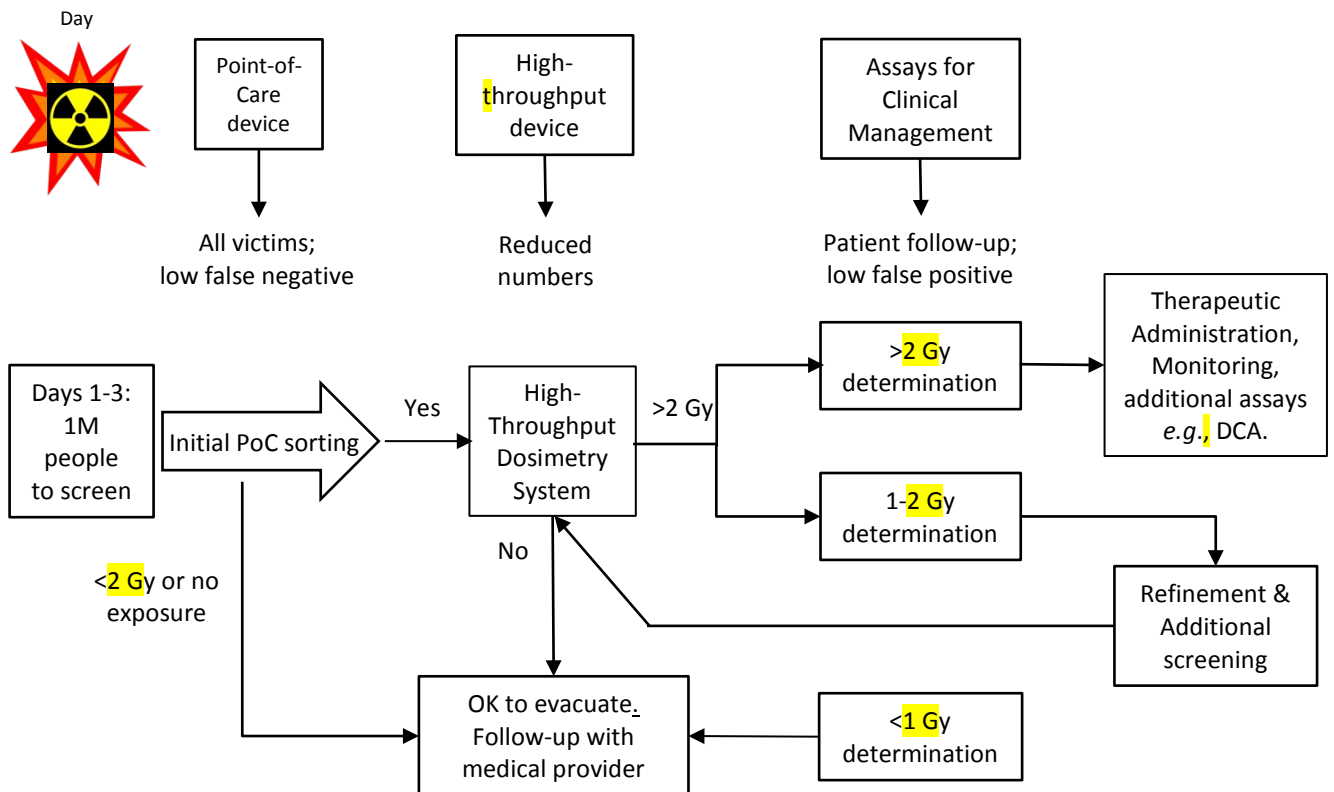 Day
Point-of-
Care
device
High-
throughput
device
Assays for
Clinical
Management
All victims;
low false negative
Reduced
numbers
Patient follow-up;
low false positive
Days 1-3:
1M
people
to screen
Initial PoC sorting
Yes
High-
Throughput
Dosimetry
System
>2 Gy
>2 Gy
determination
Therapeutic
Administration,
Monitoring,
additional assays
e.g., DCA.
1-2 Gy
determination
No
<2 Gy or no
exposure
Refinement &
Additional
screening
OK to evacuate.
Follow-up with
medical provider
<1 Gy
determination